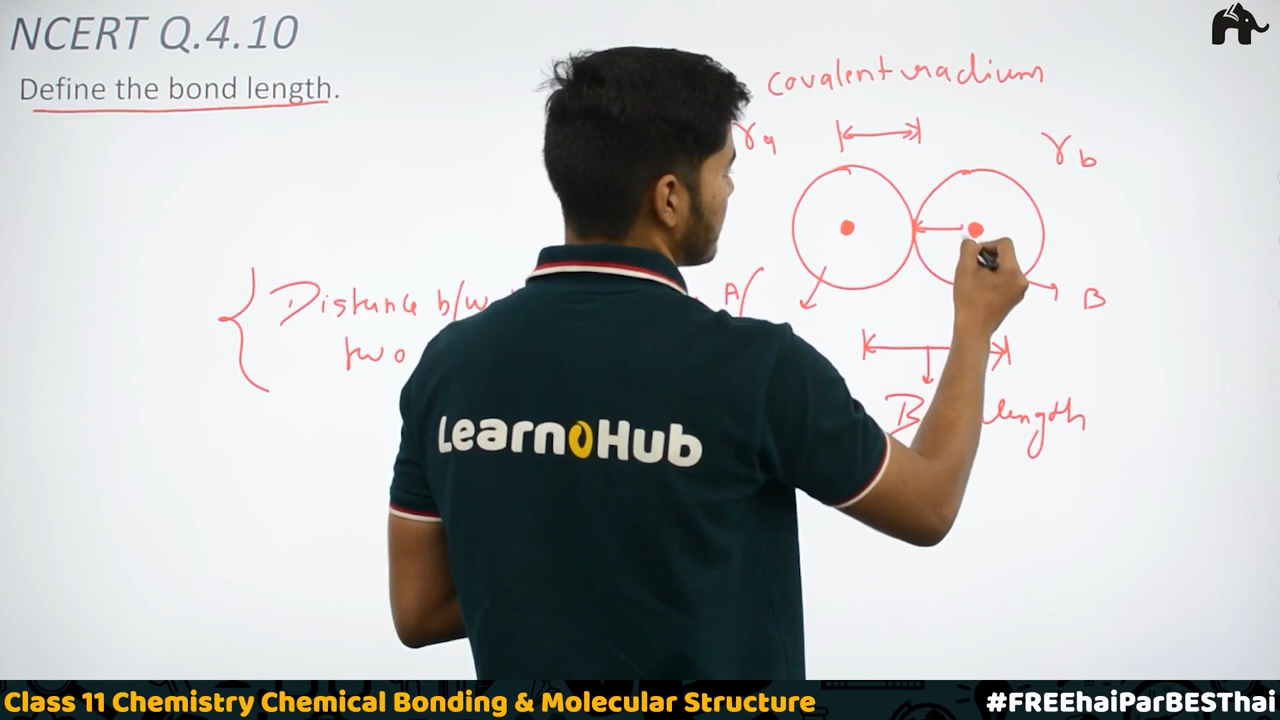 NCERT Q.4.10
Define the bond length.
covalent radium
ra
rb
Distance b/w
A
two
B
length
LearnoHub
Class 11 Chemistry Chemical Bonding & Molecular Structure
#FREEhaiParBESThai